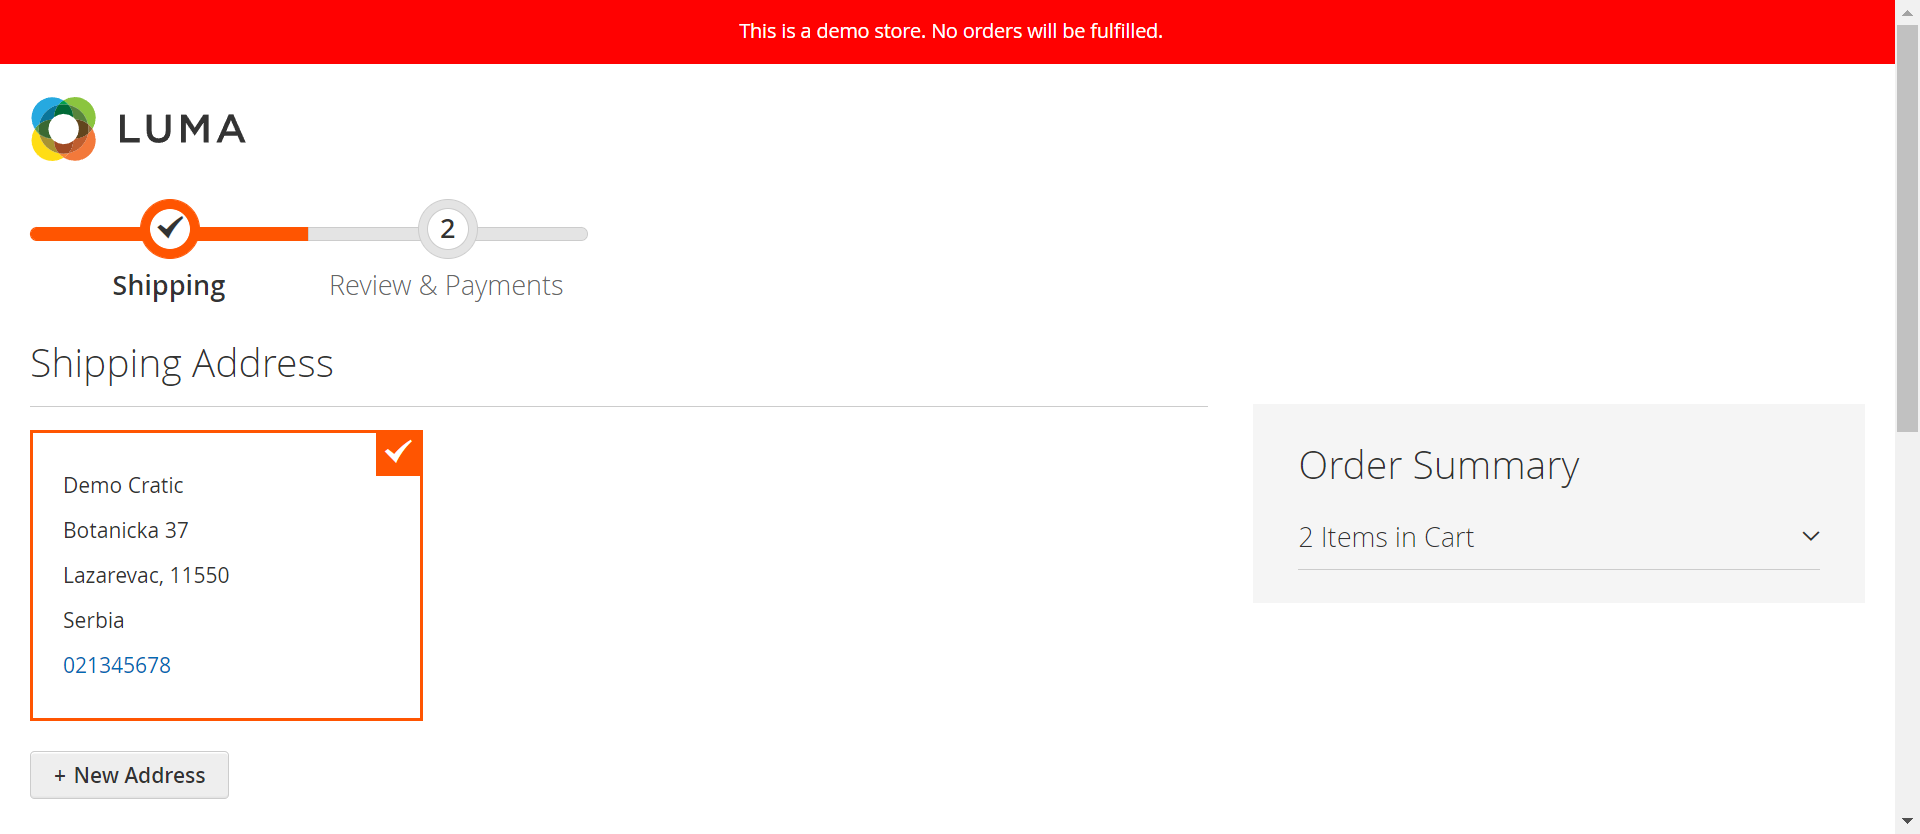 This is a demo store. No orders will be fulfilled.
LUMA
2
Shipping
Review & Payments
Shipping Address
Demo Cratic
Botanicka 37
Lazarevac, 11550
Serbia
021345678
+ New Address
Order Summary
2 Items in Cart